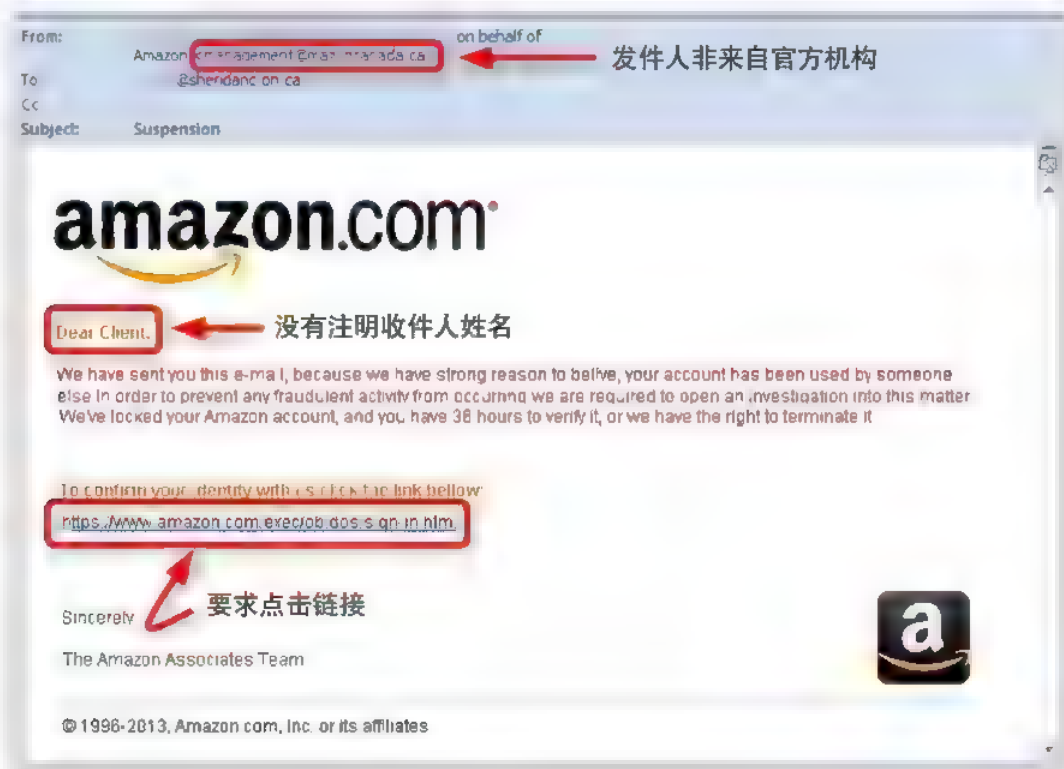 From:
on behalf of
Amazon
发件人非来自官方机构
To
Cc
Subject: Suspension
amazon.com
Dear Client,
没有注明收件人姓名
We have sent you this e-mail, because we have strong reason to belive, your account has been used by someone
else In order to prevent any fraudulent activity from occurring we are required to open an investigation into this matter
We've locked your Amazon account, and you have 36 hours to verify it, or we have the right to terminate it
To confirm your identity with us click the link bellow:
https://www.amazon.com
要求点击链接
Sincerely
The Amazon Associates Team
a
© 1996-2013, Amazon com, Inc. or its affiliates